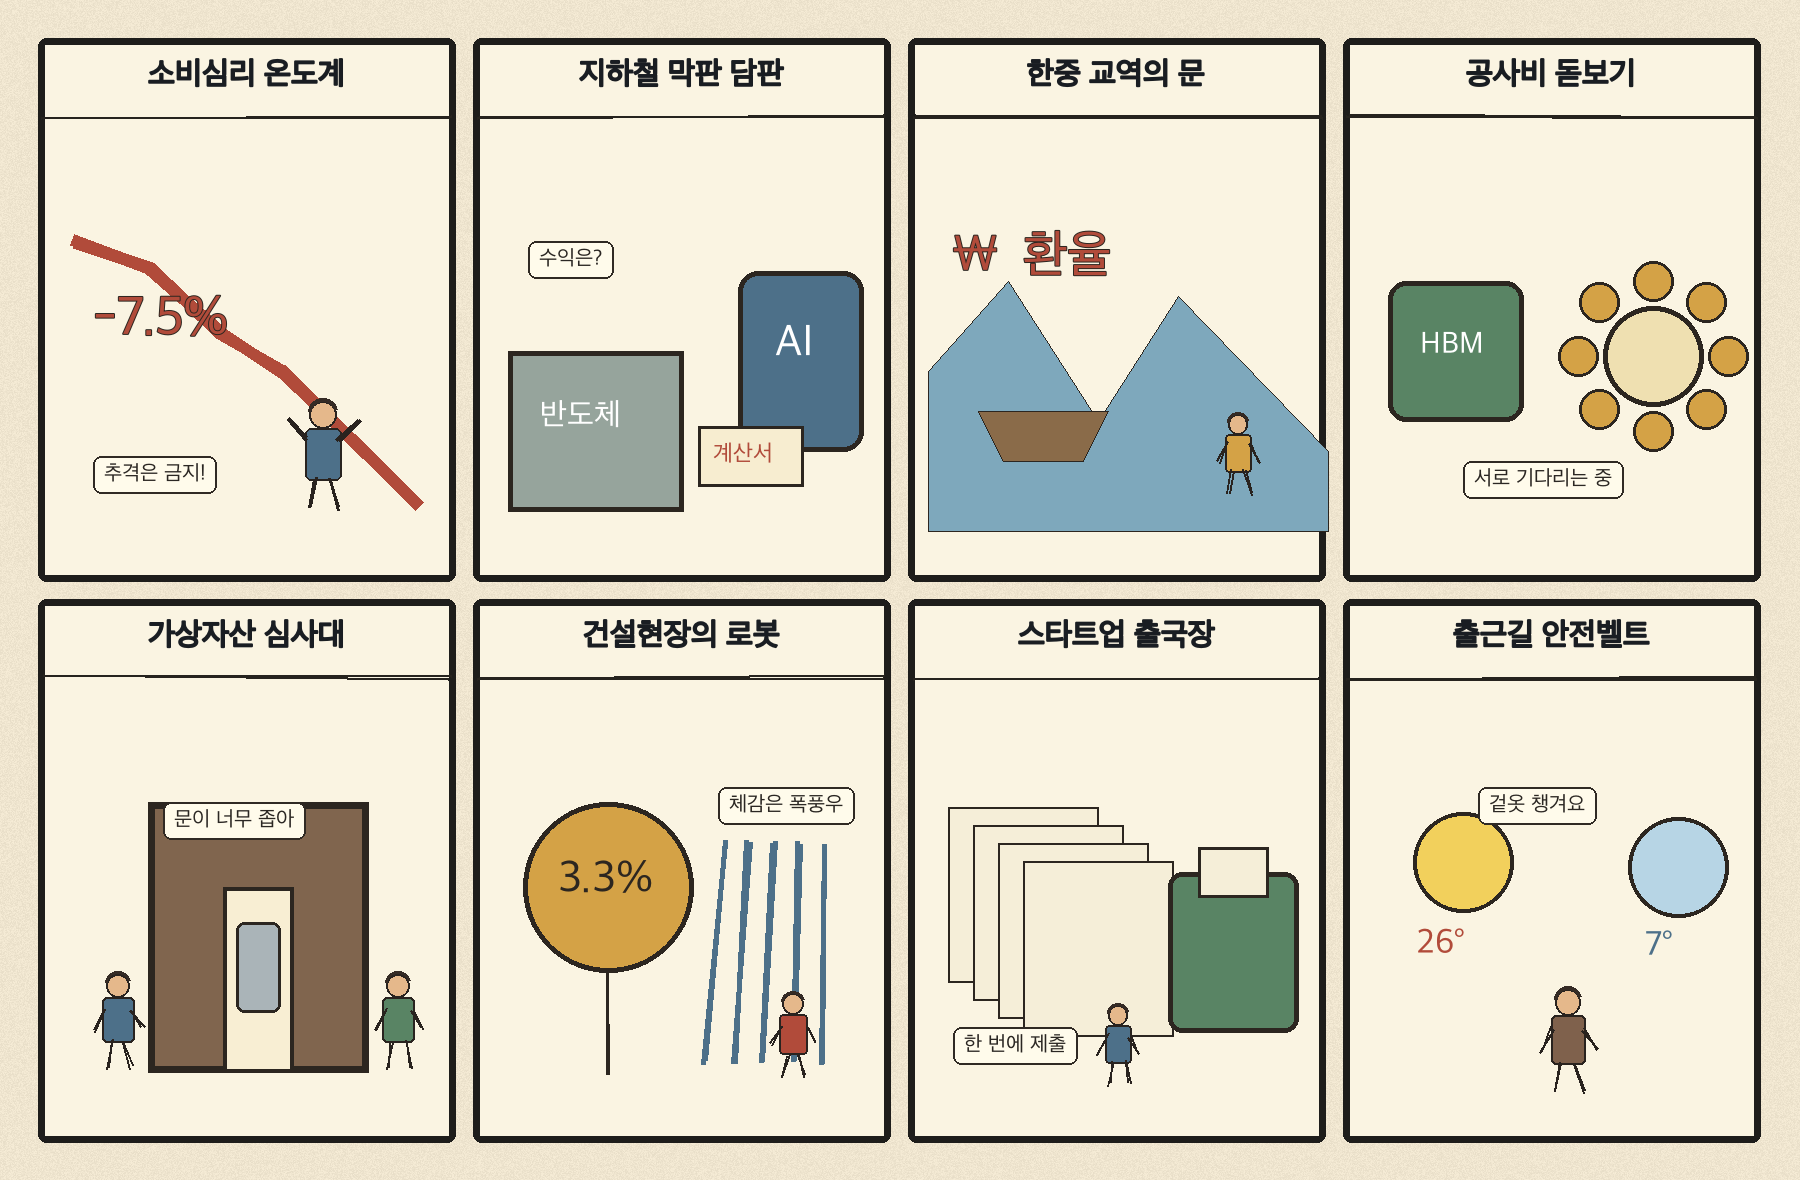 소비심리 온도계
-7.5%
추격은 금지!
지하철 막판 담판
수익은?
AI
반도체
계산서
한중 교역의 문
₩ 환율
공사비 돋보기
HBM
서로 기다리는 중
가상자산 심사대
문이 너무 좁아
건설현장의 로봇
체감은 폭풍우
3.3%
스타트업 출국장
한 번에 제출
출근길 안전벨트
겉옷 챙겨요
26°
7°